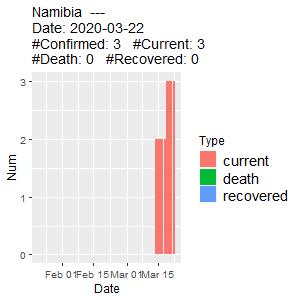 Namibia  ---
Date: 2020-03-22
#Confirmed: 3   #Current: 3
#Death: 0   #Recovered: 0
3
2
1
0
Num
Feb 01
Feb 15
Mar 01
Mar 15
Date
Type
current
death
recovered